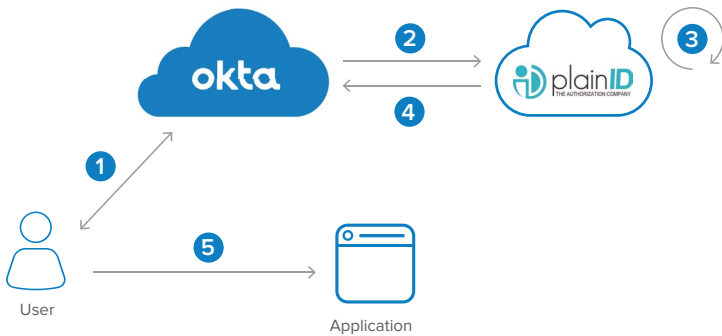 2
3
okta
plainID
THE AUTHORIZATION COMPANY
4
1
5
User
Application